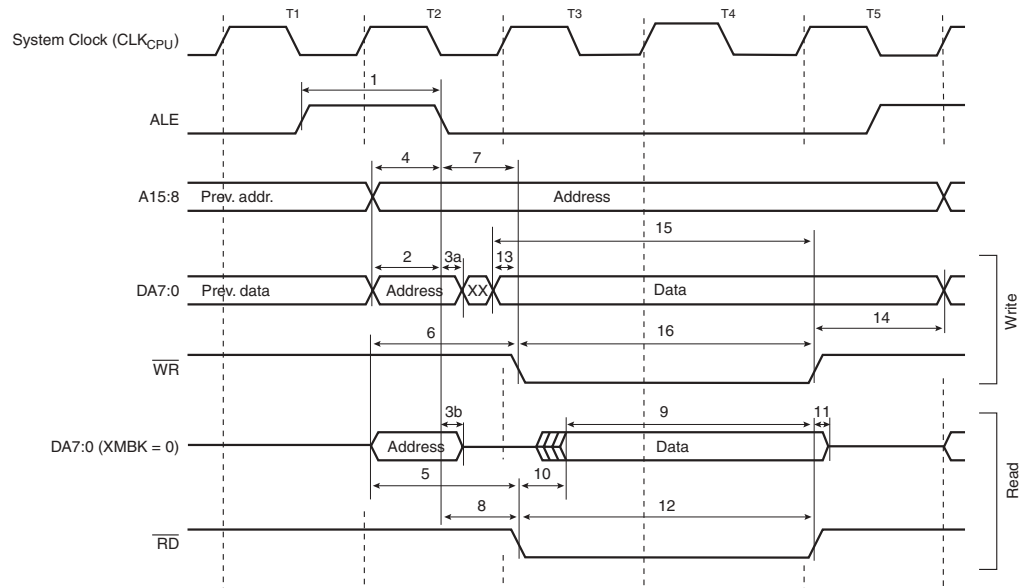 T1 T2 T3 T4 T5
System Clock (CLKCPU)
1
ALE
4 7
A15:8 Prev. addr. Address
15
2 3a 13
DA7:0 Prev. data Address XX Data
14
6 16
WR
Write
3b 9 11
DA7:0 (XMBK = 0) Address Data
5 10
8 12
RD
Read